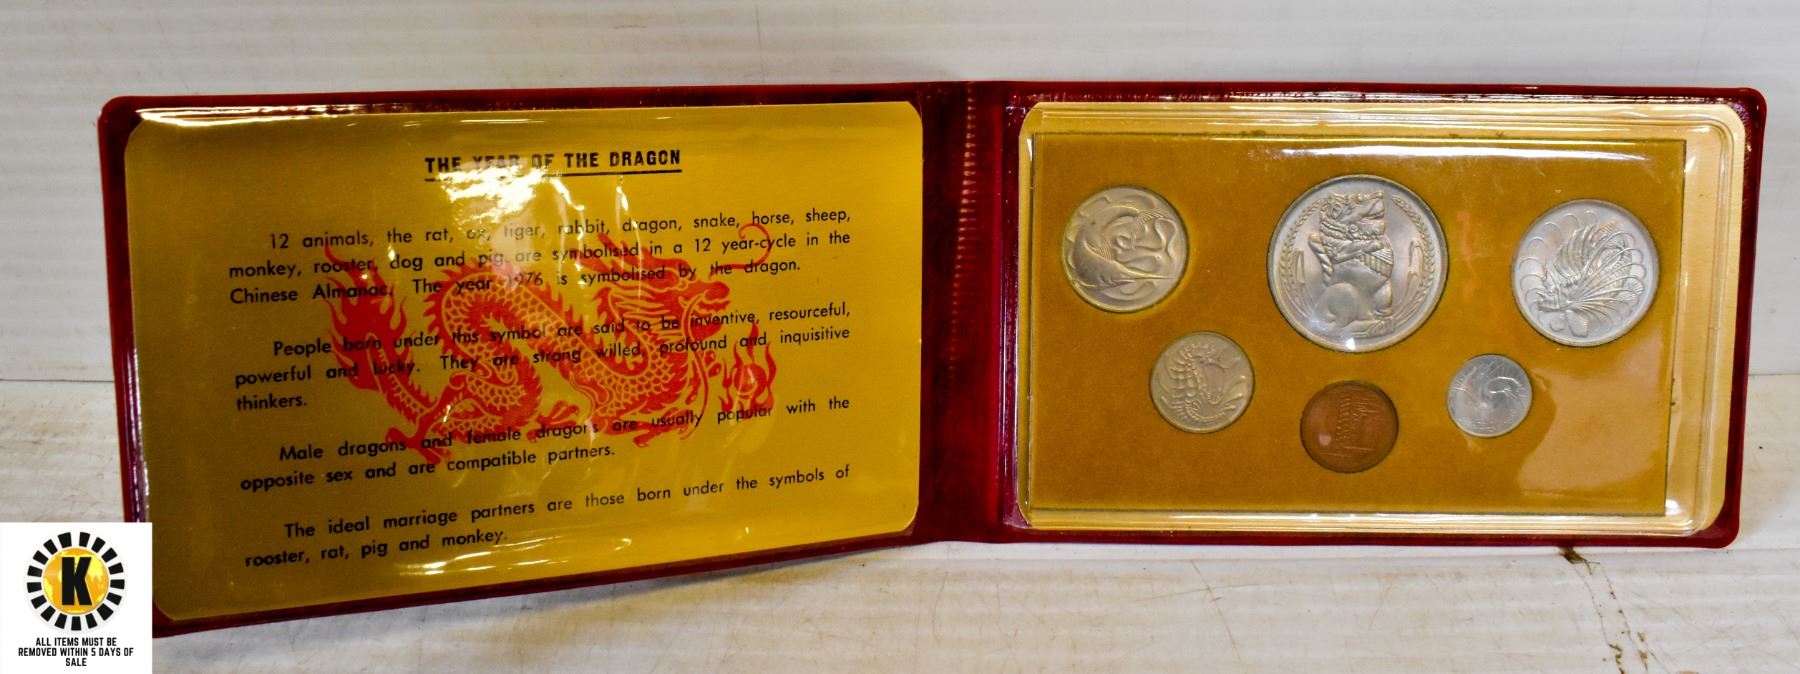 THE YEAR OF THE DRAGON
12 animals, the rat, ox, tiger, rabbit, dragon, snake, horse, sheep,
monkey, rooster, dog and pig are symbolised in a 12 year-cycle in the
Chinese Almanac. The year 1976 is symbolised by the dragon.
People born under this symbol are said to be inventive, resourceful,
powerful and lucky. They are strong willed, profound and inquisitive
thinkers.
Male dragons and female dragons are usually popular with the
opposite sex and are compatible partners.
The ideal marriage partners are those born under the symbols of
rooster, rat, pig and monkey.
K
ALL ITEMS MUST BE
REMOVED WITHIN 5 DAYS OF
SALE